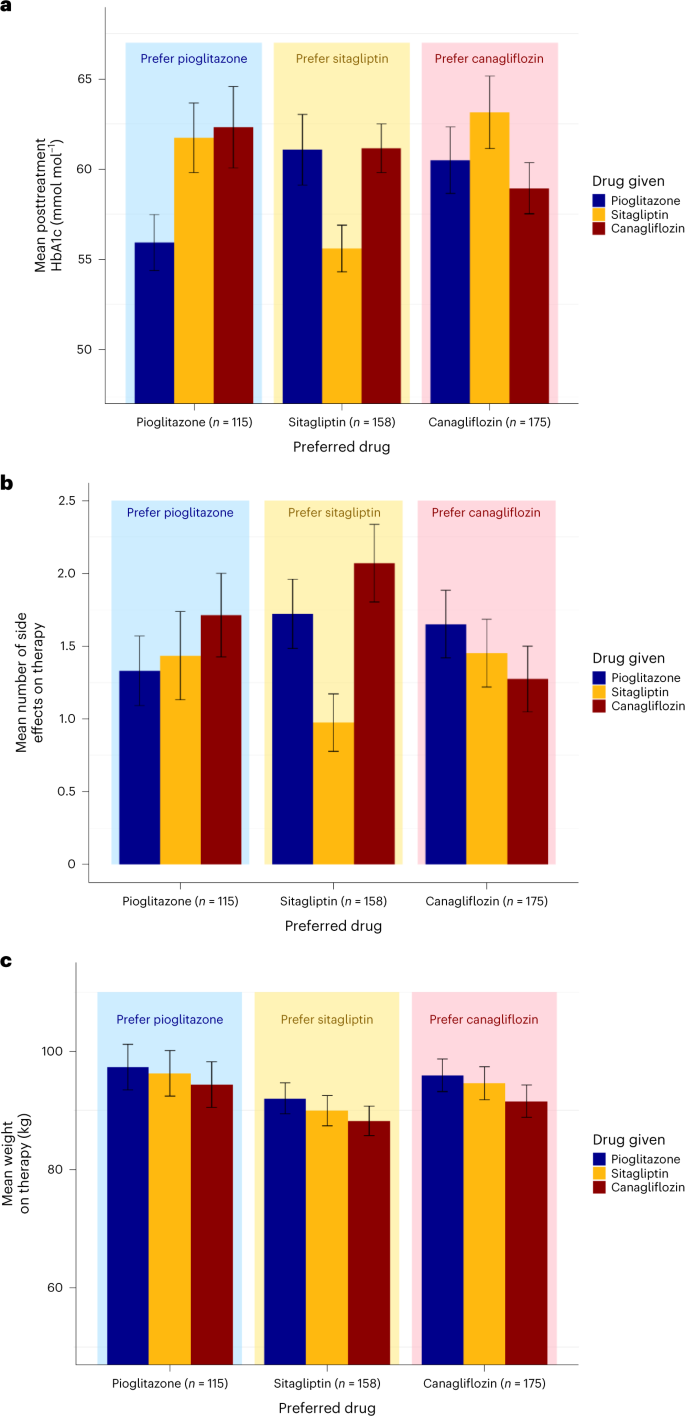 a
Prefer pioglitazone
Prefer sitagliptin
Prefer canagliflozin
65
60
55
50
Mean posttreatment
HbA1c (mmol mol⁻¹)
Pioglitazone (n = 115)
Sitagliptin (n = 158)
Canagliflozin (n = 175)
Preferred drug
Drug given
Pioglitazone
Sitagliptin
Canagliflozin
b
Prefer pioglitazone
Prefer sitagliptin
Prefer canagliflozin
2.5
2.0
1.5
1.0
0.5
0
Mean number of side
effects on therapy
Pioglitazone (n = 115)
Sitagliptin (n = 158)
Canagliflozin (n = 175)
Preferred drug
Drug given
Pioglitazone
Sitagliptin
Canagliflozin
c
Prefer pioglitazone
Prefer sitagliptin
Prefer canagliflozin
100
80
60
Mean weight
on therapy (kg)
Pioglitazone (n = 115)
Sitagliptin (n = 158)
Canagliflozin (n = 175)
Preferred drug
Drug given
Pioglitazone
Sitagliptin
Canagliflozin